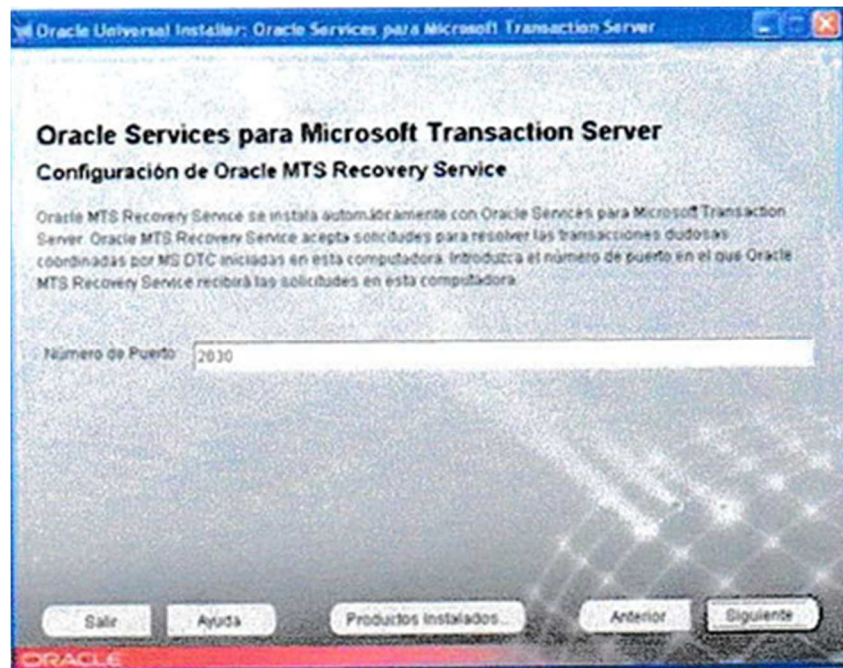 Oracle Universal Installer: Oracle Services para Microsoft Transaction Server
Oracle Services para Microsoft Transaction Server
Configuración de Oracle MTS Recovery Service
Oracle MTS Recovery Service se instala automáticamente con Oracle Services para Microsoft Transaction
Server. Oracle MTS Recovery Service acepta solicitudes para resolver las transacciones dudosas
coordinadas por MS DTC iniciadas en esta computadora. Introduzca el número de puerto en el que Oracle
MTS Recovery Service recibirá las solicitudes en esta computadora.
Número de Puerto 2030
Salir Ayuda Productos Instalados... Anterior Siguiente
ORACLE